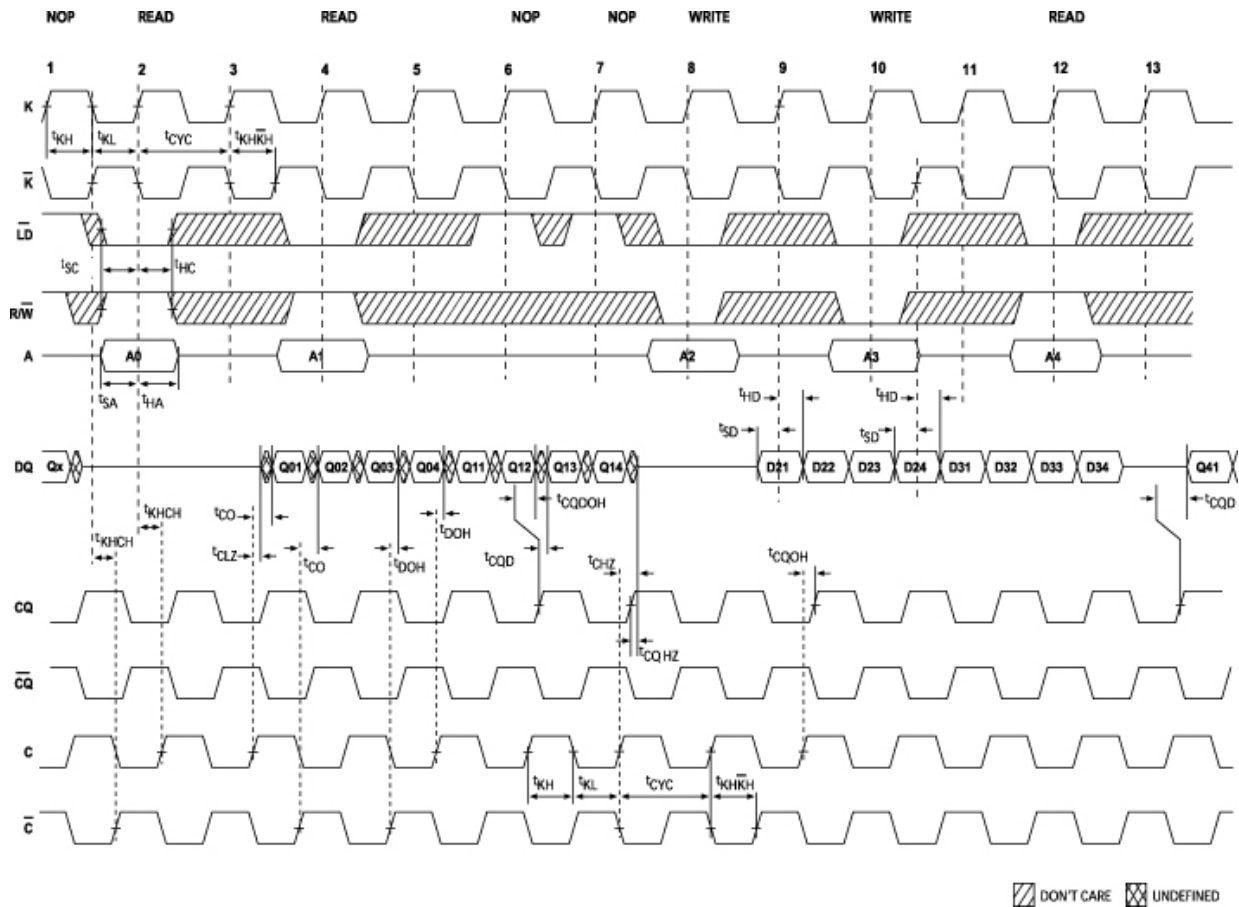 NOP READ READ NOP NOP WRITE WRITE READ
1 2 3 4 5 6 7 8 9 10 11 12 13
K
tKH tKL tCYC tKHK̅H
K̅
L̅D̅
tSC tHC
R/W̅
A A0 A1 A2 A3 A4
tSA tHA
tHD tHD
tSD tSD
DQ Qx Q01 Q02 Q03 Q04 Q11 Q12 Q13 Q14 D21 D22 D23 D24 D31 D32 D33 D34 Q41
tKHCH tKHCH tCO tCLZ tCO tDOH tDOH tCQD tCQDOH tCHZ tCQOH tCQD
CQ
tCQHZ
C̅Q̅
C
tKH tKL tCYC tKHK̅H
C̅
DON'T CARE UNDEFINED